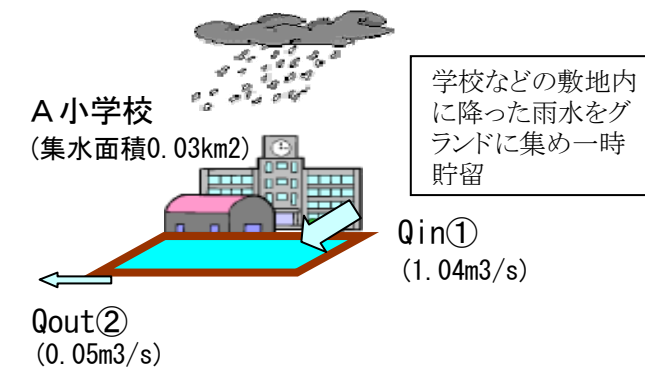 A小学校
(集水面積0.03km2)
学校などの敷地内
に降った雨水をグ
ランドに集め一時
貯留
Qin①
(1.04m3/s)
Qout②
(0.05m3/s)